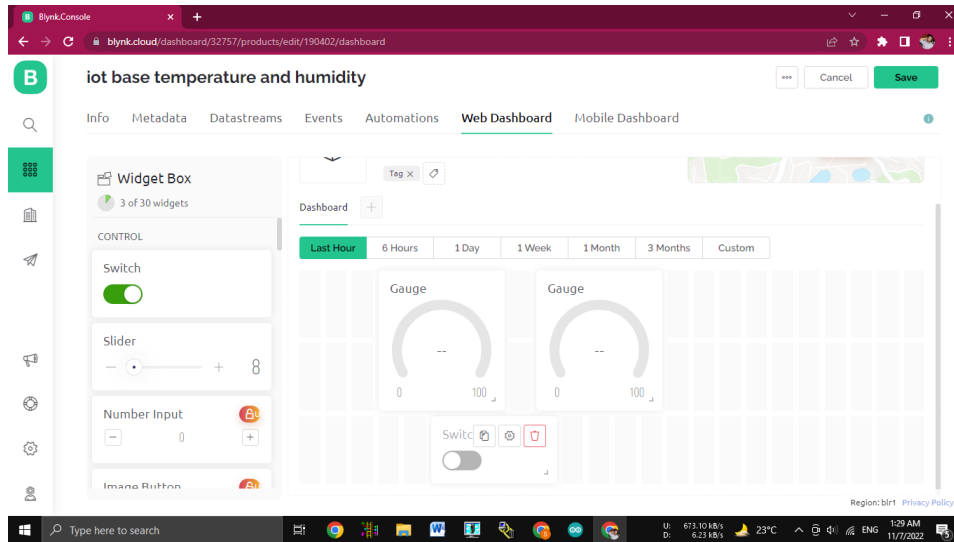 Blynk.Console
blynk.cloud/dashboard/32757/products/edit/190402/dashboard
B
iot base temperature and humidity
Cancel
Save
Info Metadata Datastreams Events Automations Web Dashboard Mobile Dashboard
Widget Box
3 of 30 widgets
CONTROL
Switch
Slider
8
Number Input
0
Image Button
Tag
Dashboard
Last Hour 6 Hours 1 Day 1 Week 1 Month 3 Months Custom
Gauge
--
0 100
Gauge
--
0 100
Switc
Region: blr1 Privacy Policy
Type here to search
U: 673.10 kB/s
D: 6.23 kB/s
23°C
ENG
1:29 AM
11/7/2022
5